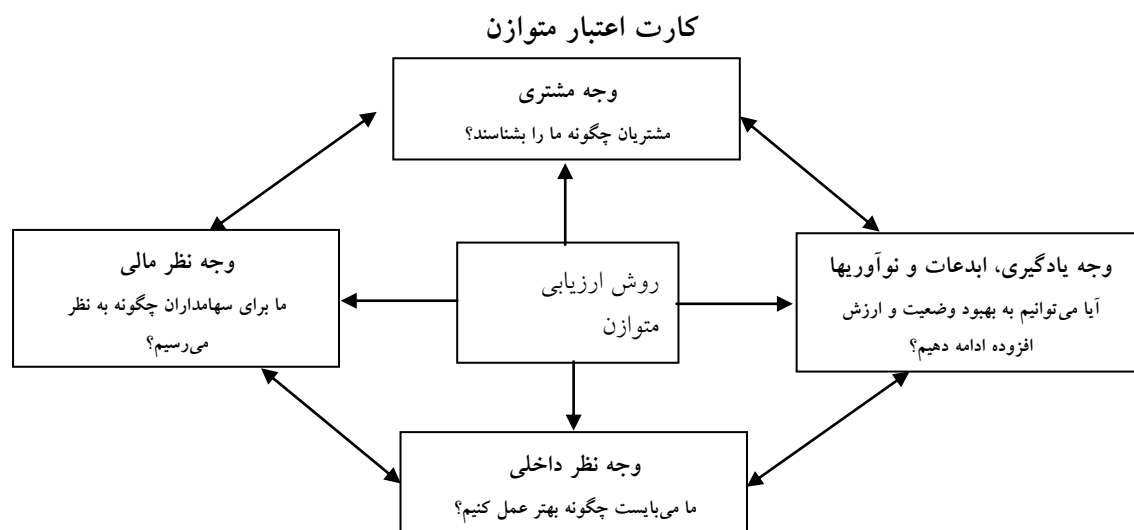 کارت اعتبار متوازن
وجه مشتری
مشتریان چگونه ما را بشناسند؟
وجه یادگیری، ابدعات و نوآوریها
آیا می‌توانیم به بهبود وضعیت و ارزش
افزوده ادامه دهیم؟
روش ارزیابی
متوازن
وجه نظر مالی
ما برای سهامداران چگونه به نظر
می‌رسیم؟
وجه نظر داخلی
ما می‌بایست چگونه بهتر عمل کنیم؟